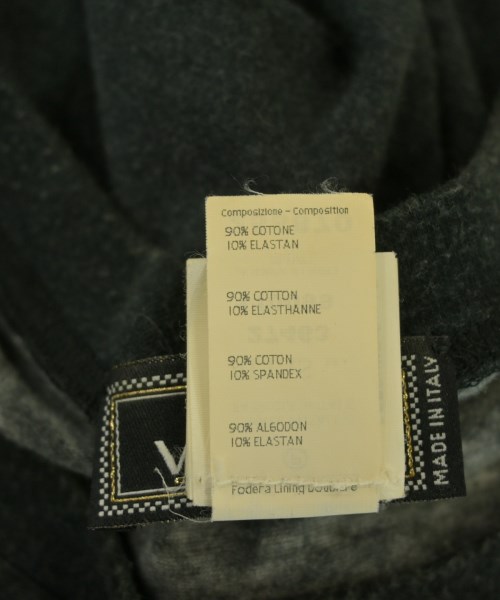 Composizione - Composition
90% COTONE
10% ELASTAN
90% COTTON
10% ELASTHANNE
90% COTON
10% SPANDEX
90% ALGODON
10% ELASTAN
Fodera Lining
MADE IN ITALY